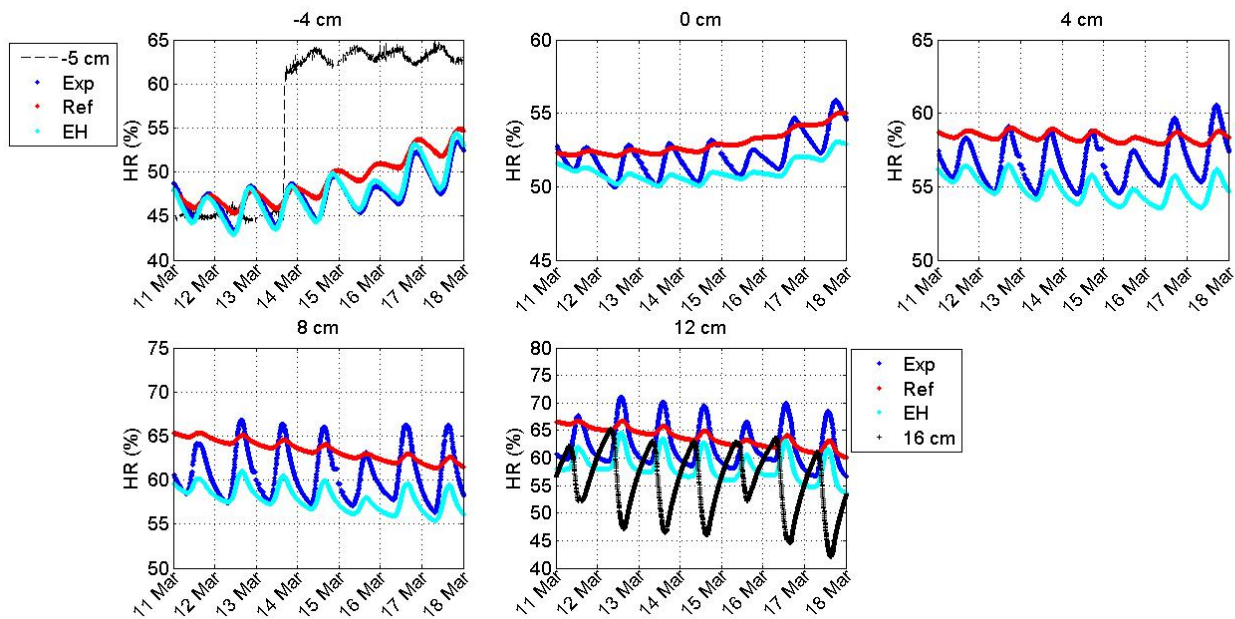 -4 cm
0 cm
4 cm
-5 cm
Exp
Ref
EH
HR (%)
65
60
55
50
45
40
11 Mar
12 Mar
13 Mar
14 Mar
15 Mar
16 Mar
17 Mar
18 Mar
HR (%)
60
55
50
45
11 Mar
12 Mar
13 Mar
14 Mar
15 Mar
16 Mar
17 Mar
18 Mar
HR (%)
65
60
55
50
11 Mar
12 Mar
13 Mar
14 Mar
15 Mar
16 Mar
17 Mar
18 Mar
8 cm
12 cm
HR (%)
75
70
65
60
55
50
11 Mar
12 Mar
13 Mar
14 Mar
15 Mar
16 Mar
17 Mar
18 Mar
HR (%)
80
75
70
65
60
55
50
45
40
11 Mar
12 Mar
13 Mar
14 Mar
15 Mar
16 Mar
17 Mar
18 Mar
Exp
Ref
EH
16 cm